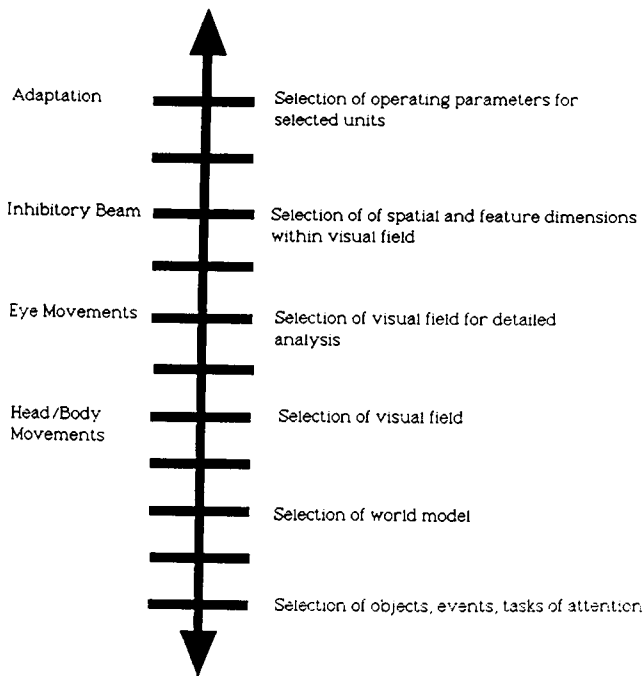 Adaptation
Selection of operating parameters for
selected units
Inhibitory Beam
Selection of of spatial and feature dimensions
within visual field
Eye Movements
Selection of visual field for detailed
analysis
Head/Body
Movements
Selection of visual field
Selection of world model
Selection of objects, events, tasks of attention